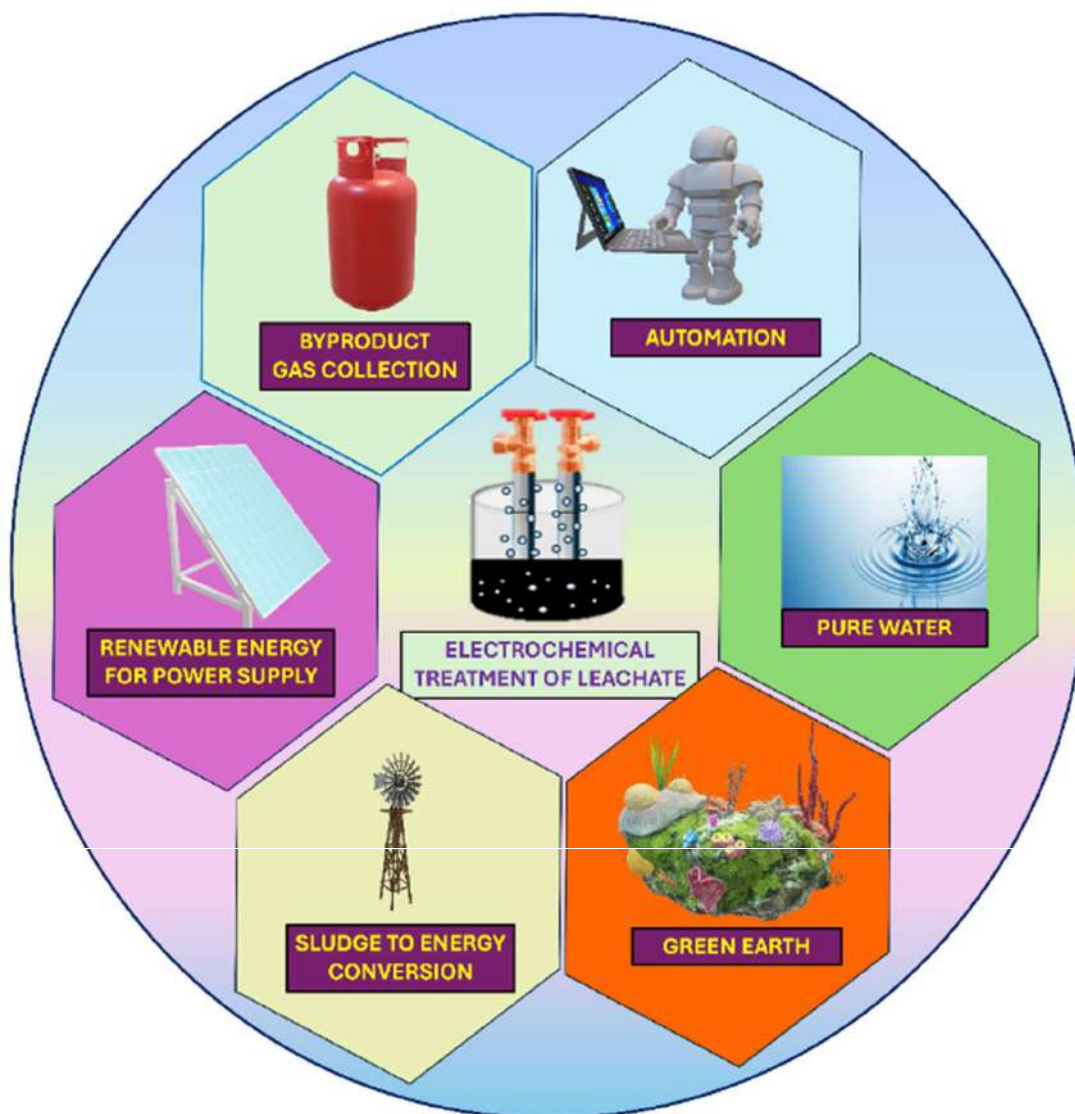 BYPRODUCT
GAS COLLECTION
AUTOMATION
RENEWABLE ENERGY
FOR POWER SUPPLY
ELECTROCHEMICAL
TREATMENT OF LEACHATE
PURE WATER
SLUDGE TO ENERGY
CONVERSION
GREEN EARTH